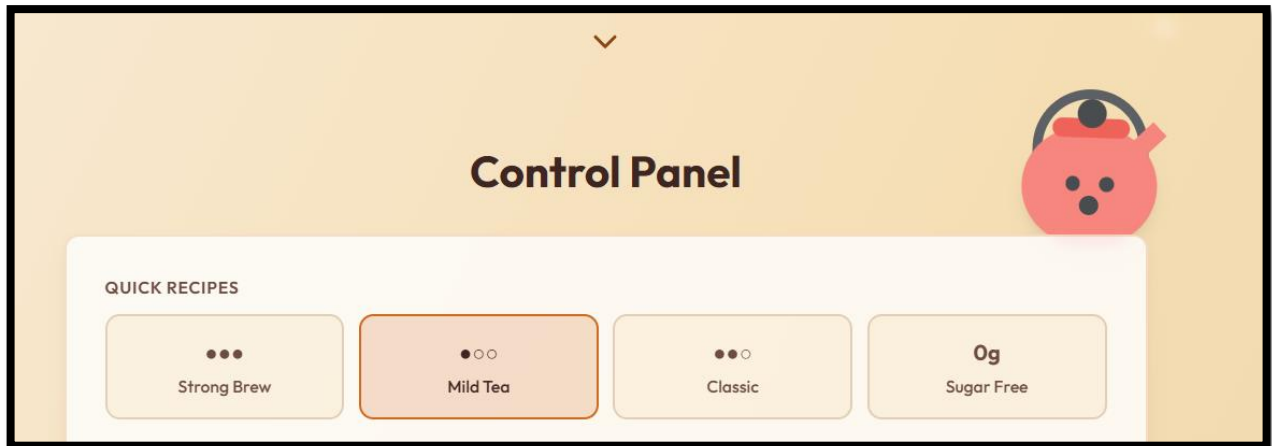 Control Panel
QUICK RECIPES
●●● 
Strong Brew
●○○
Mild Tea
●●○
Classic
0g
Sugar Free